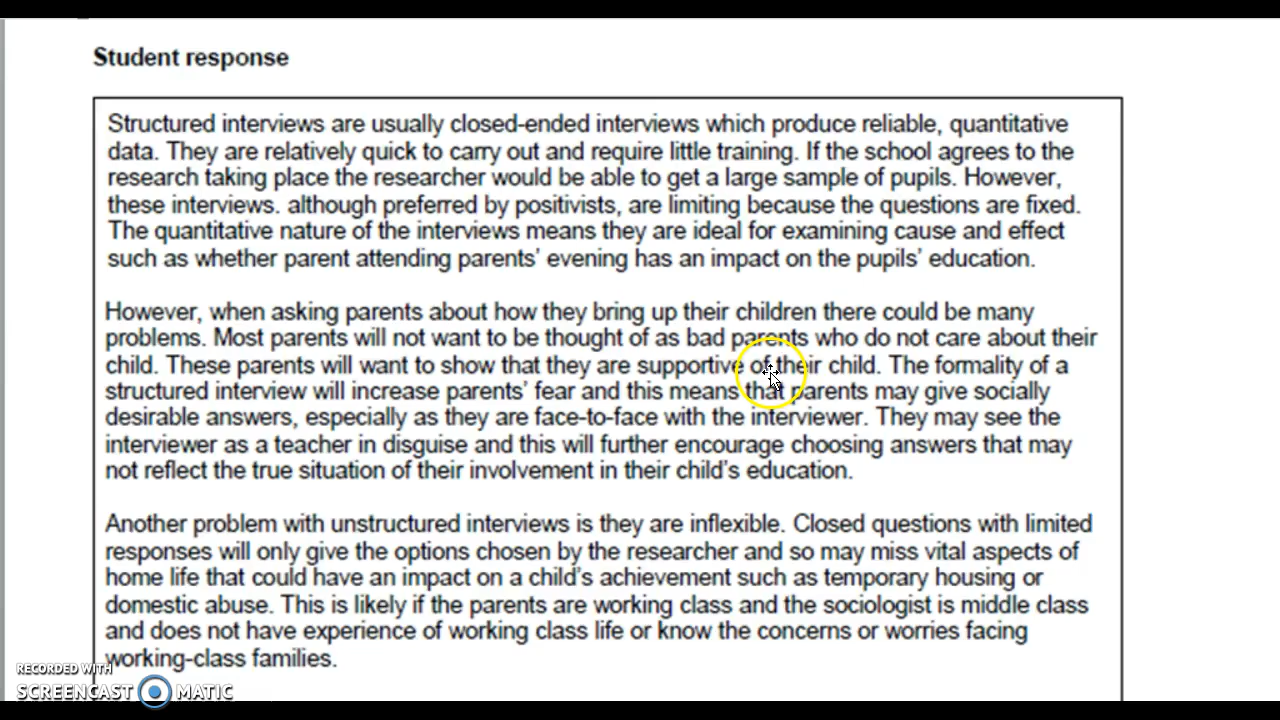 Student response
Structured interviews are usually closed-ended interviews which produce reliable, quantitative
data. They are relatively quick to carry out and require little training. If the school agrees to the
research taking place the researcher would be able to get a large sample of pupils. However,
these interviews. although preferred by positivists, are limiting because the questions are fixed.
The quantitative nature of the interviews means they are ideal for examining cause and effect
such as whether parent attending parents' evening has an impact on the pupils' education.
However, when asking parents about how they bring up their children there could be many
problems. Most parents will not want to be thought of as bad parents who do not care about their
child. These parents will want to show that they are supportive of their child. The formality of a
structured interview will increase parents' fear and this means that parents may give socially
desirable answers, especially as they are face-to-face with the interviewer. They may see the
interviewer as a teacher in disguise and this will further encourage choosing answers that may
not reflect the true situation of their involvement in their child's education.
Another problem with unstructured interviews is they are inflexible. Closed questions with limited
responses will only give the options chosen by the researcher and so may miss vital aspects of
home life that could have an impact on a child's achievement such as temporary housing or
domestic abuse. This is likely if the parents are working class and the sociologist is middle class
and does not have experience of working class life or know the concerns or worries facing
working-class families.
RECORDED WITH
SCREENCAST MATIC